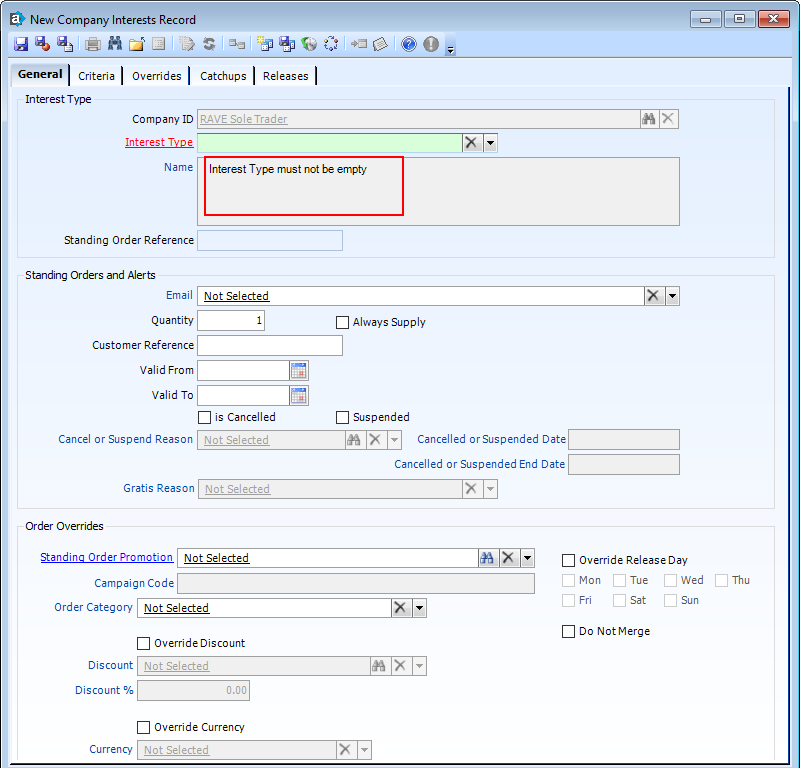 New Company Interests Record
General Criteria Overrides Catchups Releases
Interest Type
Company ID RAVE Sole Trader
Interest Type
Name Interest Type must not be empty
Standing Order Reference
Standing Orders and Alerts
Email Not Selected
Quantity 1 Always Supply
Customer Reference
Valid From
Valid To
is Cancelled Suspended
Cancel or Suspend Reason Not Selected Cancelled or Suspended Date
Cancelled or Suspended End Date
Gratis Reason Not Selected
Order Overrides
Standing Order Promotion Not Selected Override Release Day
Campaign Code Mon Tue Wed Thu
Order Category Not Selected Fri Sat Sun
Do Not Merge
Override Discount
Discount Not Selected
Discount % 0.00
Override Currency
Currency Not Selected